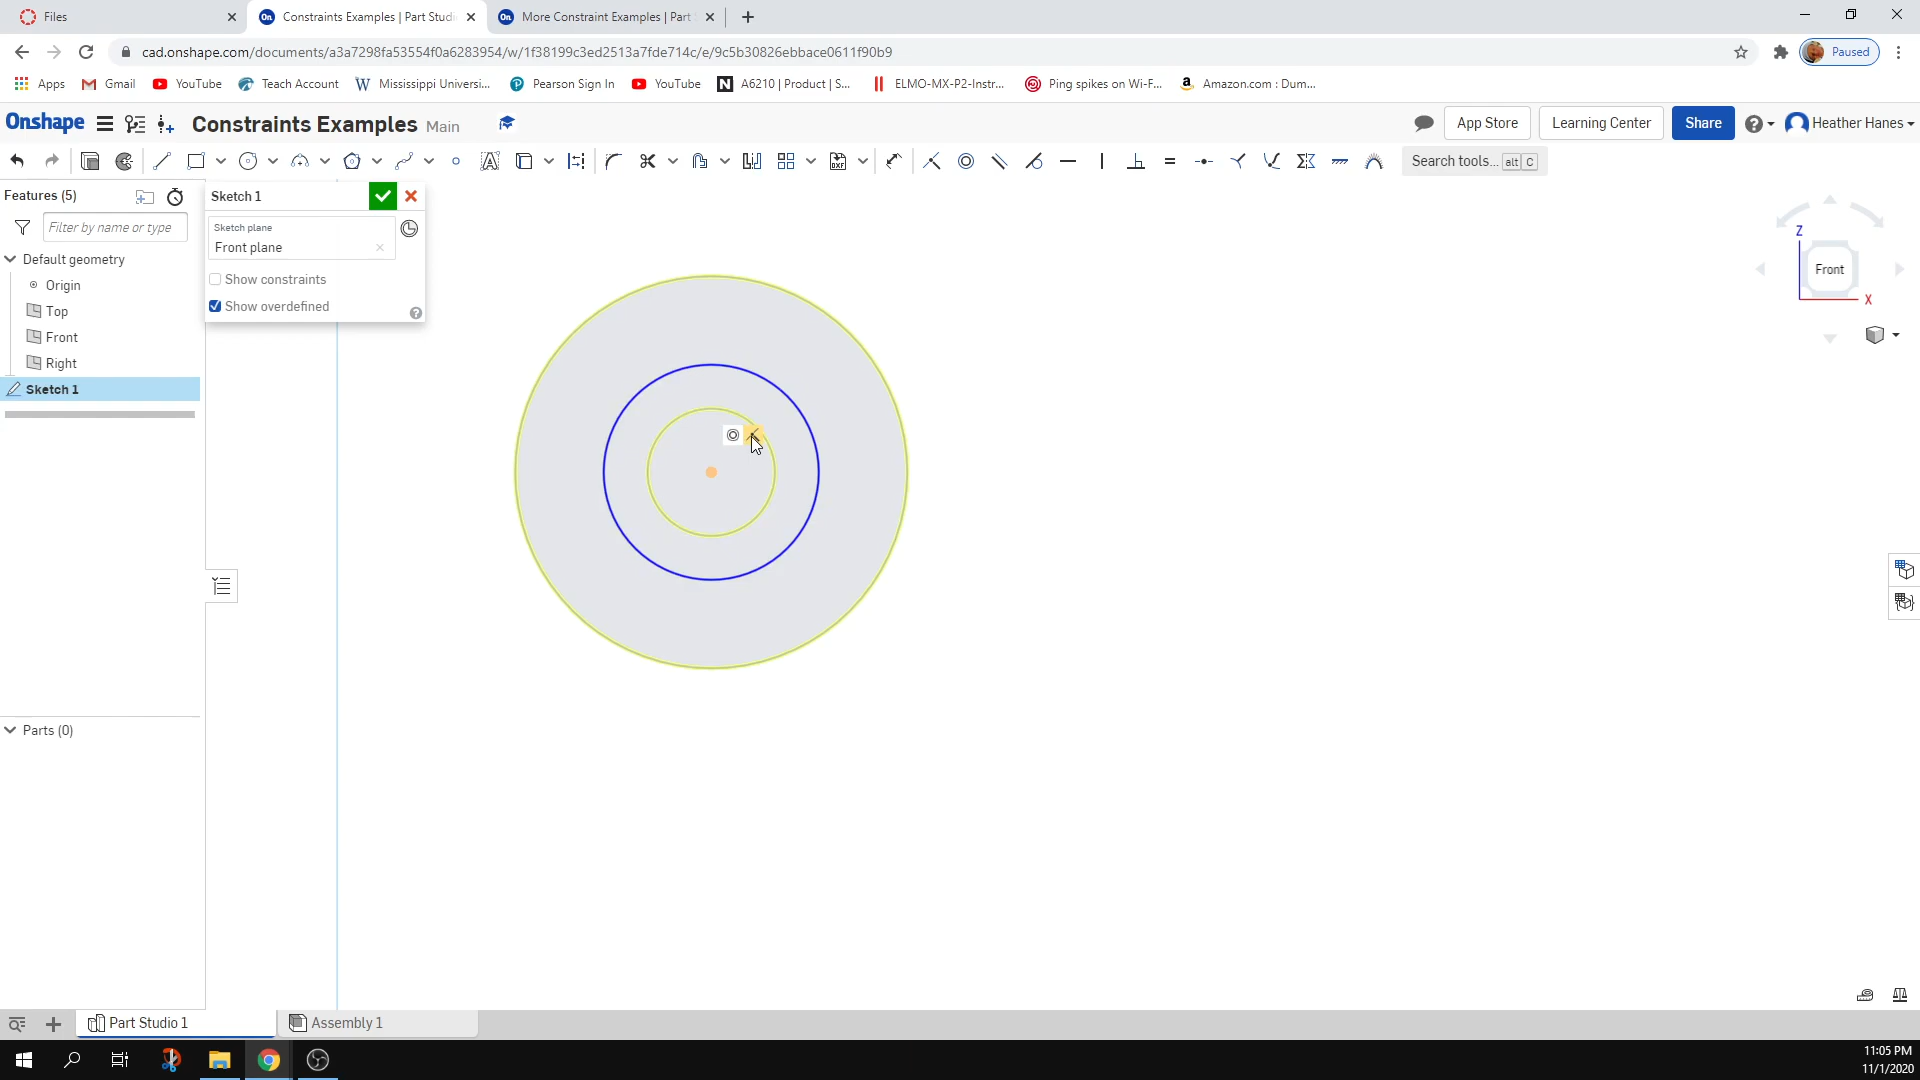 Files
Constraints Examples | Part Studi
More Constraint Examples | Part
cad.onshape.com/documents/a3a7298fa53554f0a6283954/w/1f38199c3ed2513a7fde714c/e/9c5b30826ebbace0611f90b9
Paused
Apps
Gmail
YouTube
Teach Account
Mississippi Universi...
Pearson Sign In
YouTube
A6210 | Product | S...
ELMO-MX-P2-Instr...
Ping spikes on Wi-F...
Amazon.com : Dum...
Onshape
Constraints Examples Main
App Store
Learning Center
Share
Heather Hanes
Search tools... alt C
Features (5)
Filter by name or type
Default geometry
Origin
Top
Front
Right
Sketch 1
Sketch 1
Sketch plane
Front plane
Show constraints
Show overdefined
Z
Front
X
Parts (0)
Part Studio 1
Assembly 1
11:05 PM
11/1/2020